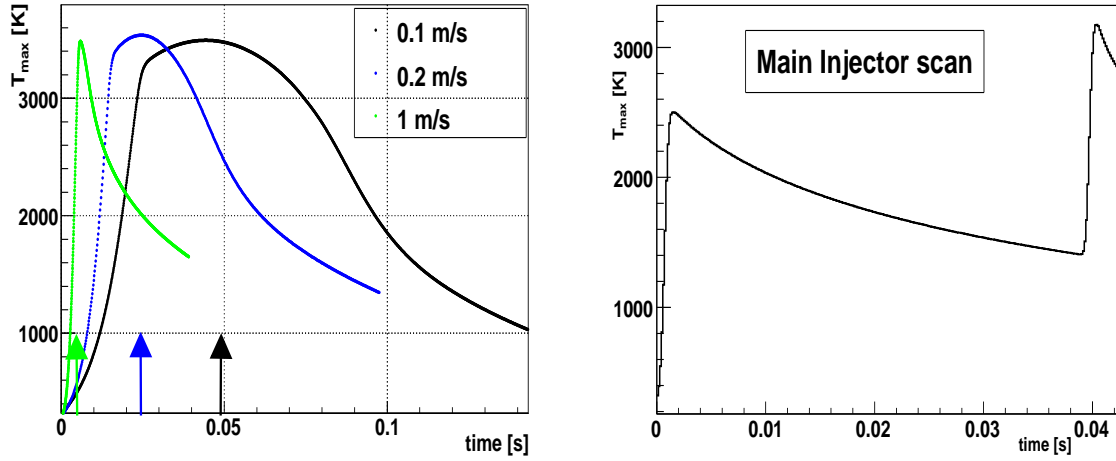 T_max [K]
3000
2000
1000
0.1 m/s
0.2 m/s
1 m/s
0
0.05
0.1
time [s]
T_max [K]
3000
2000
1000
Main Injector scan
0
0.01
0.02
0.03
0.04
time [s]